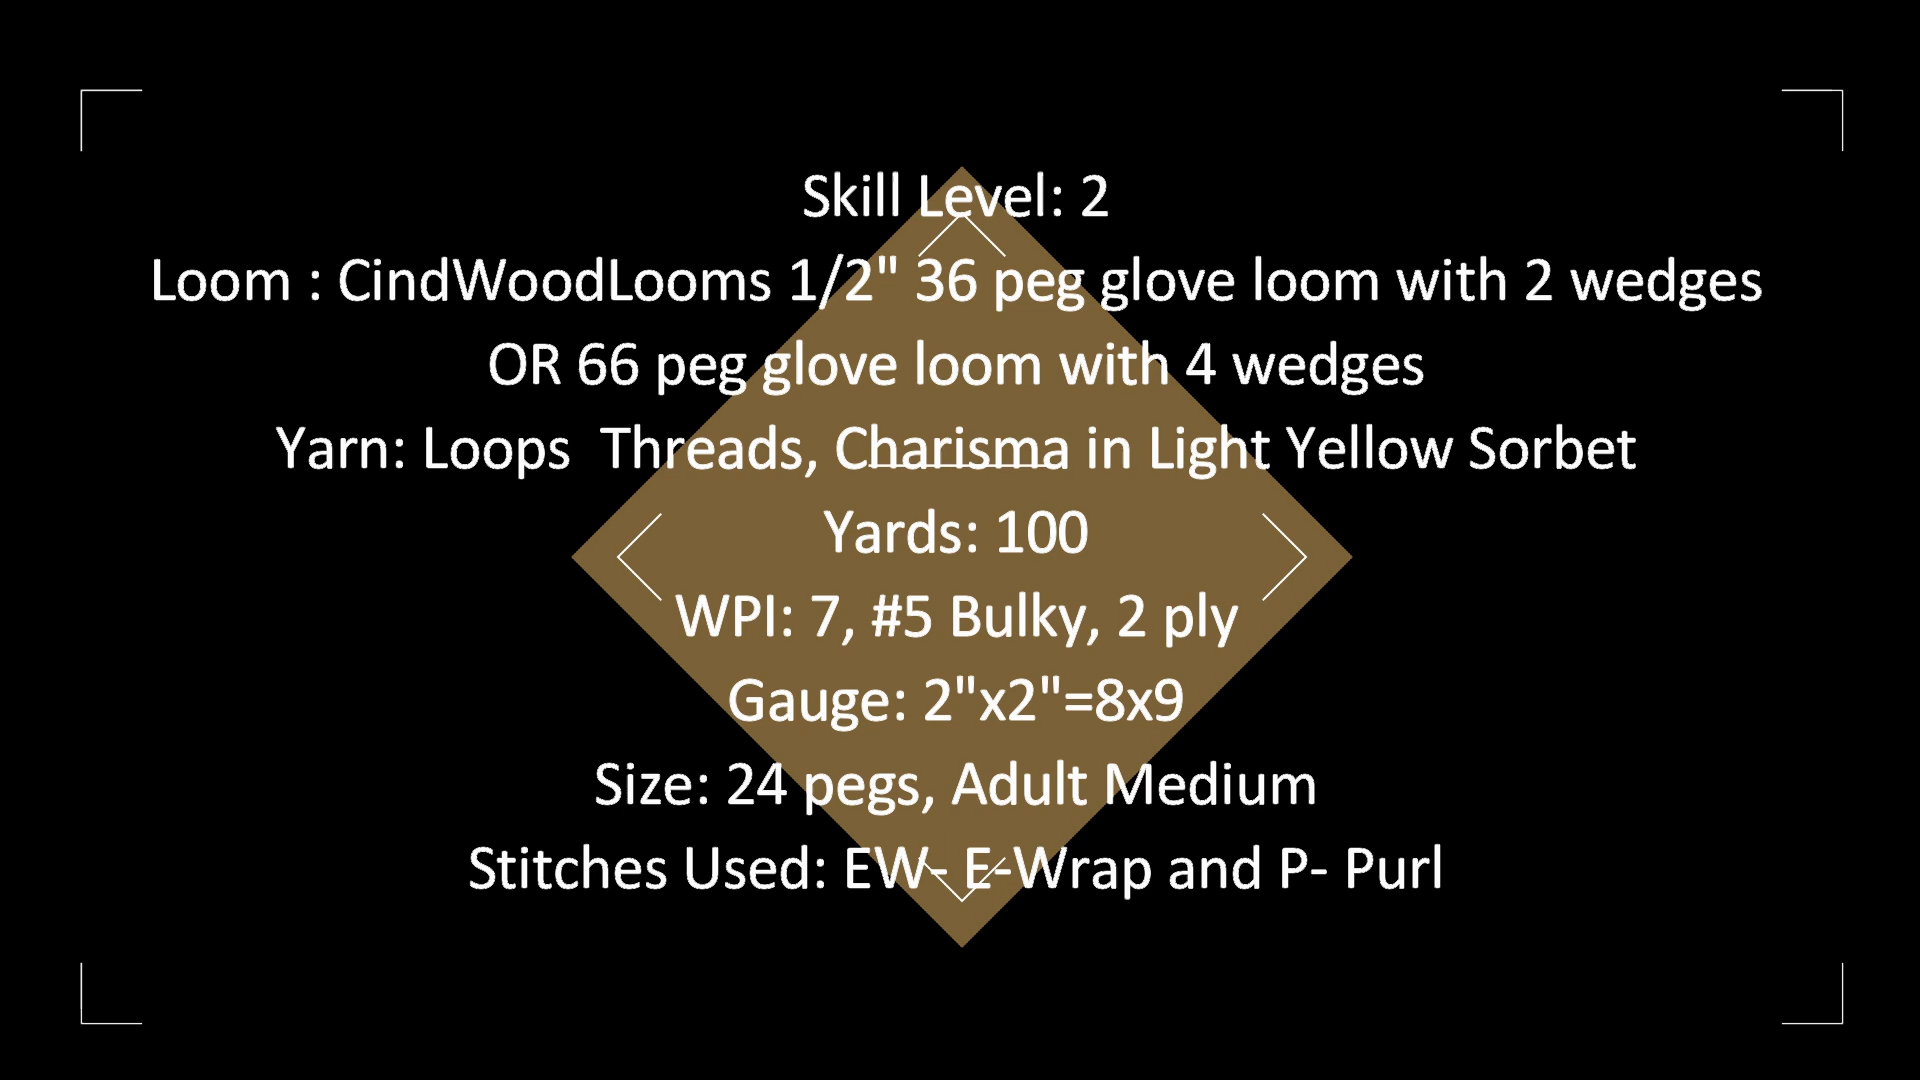 Skill Level: 2
Loom : CindWoodLooms 1/2" 36 peg glove loom with 2 wedges
OR 66 peg glove loom with 4 wedges
Yarn: Loops  Threads, Charisma in Light Yellow Sorbet
Yards: 100
WPI: 7, #5 Bulky, 2 ply
Gauge: 2"x2"=8x9
Size: 24 pegs, Adult Medium
Stitches Used: EW- E-Wrap and P- Purl